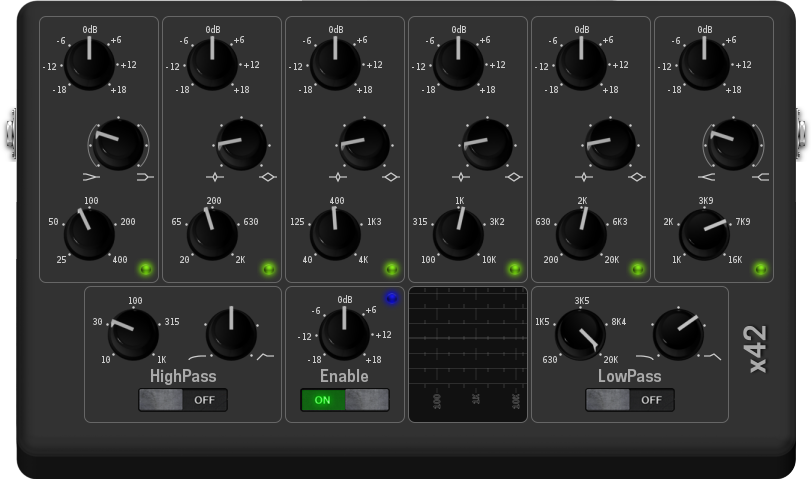 0dB 0dB 0dB 0dB 0dB 0dB
-6 +6 -6 +6 -6 +6 -6 +6 -6 +6 -6 +6
-12 +12 -12 +12 -12 +12 -12 +12 -12 +12 -12 +12
-18 +18 -18 +18 -18 +18 -18 +18 -18 +18 -18 +18
100 200 400 1K 2K 3K9
50 200 65 630 125 1K3 315 3K2 630 6K3 2K 7K9
25 400 20 2K 40 4K 100 10K 200 20K 1K 16K
100 0dB 3K5
30 315 -6 +6 1K5 8K4
-12 +12
10 1K -18 +18 630 20K
HighPass Enable LowPass
OFF ON 100 1K 10K OFF
x42